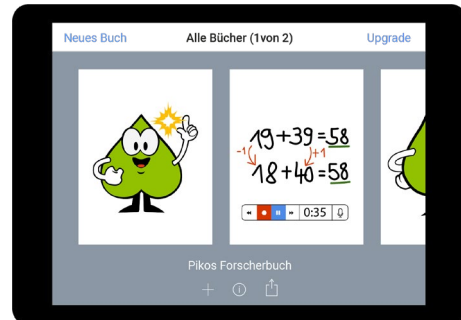 Neues Buch
Alle Bücher (1von 2)
Upgrade
19+39=58
-1 +1
18+40=58
0:35
Pikos Forscherbuch